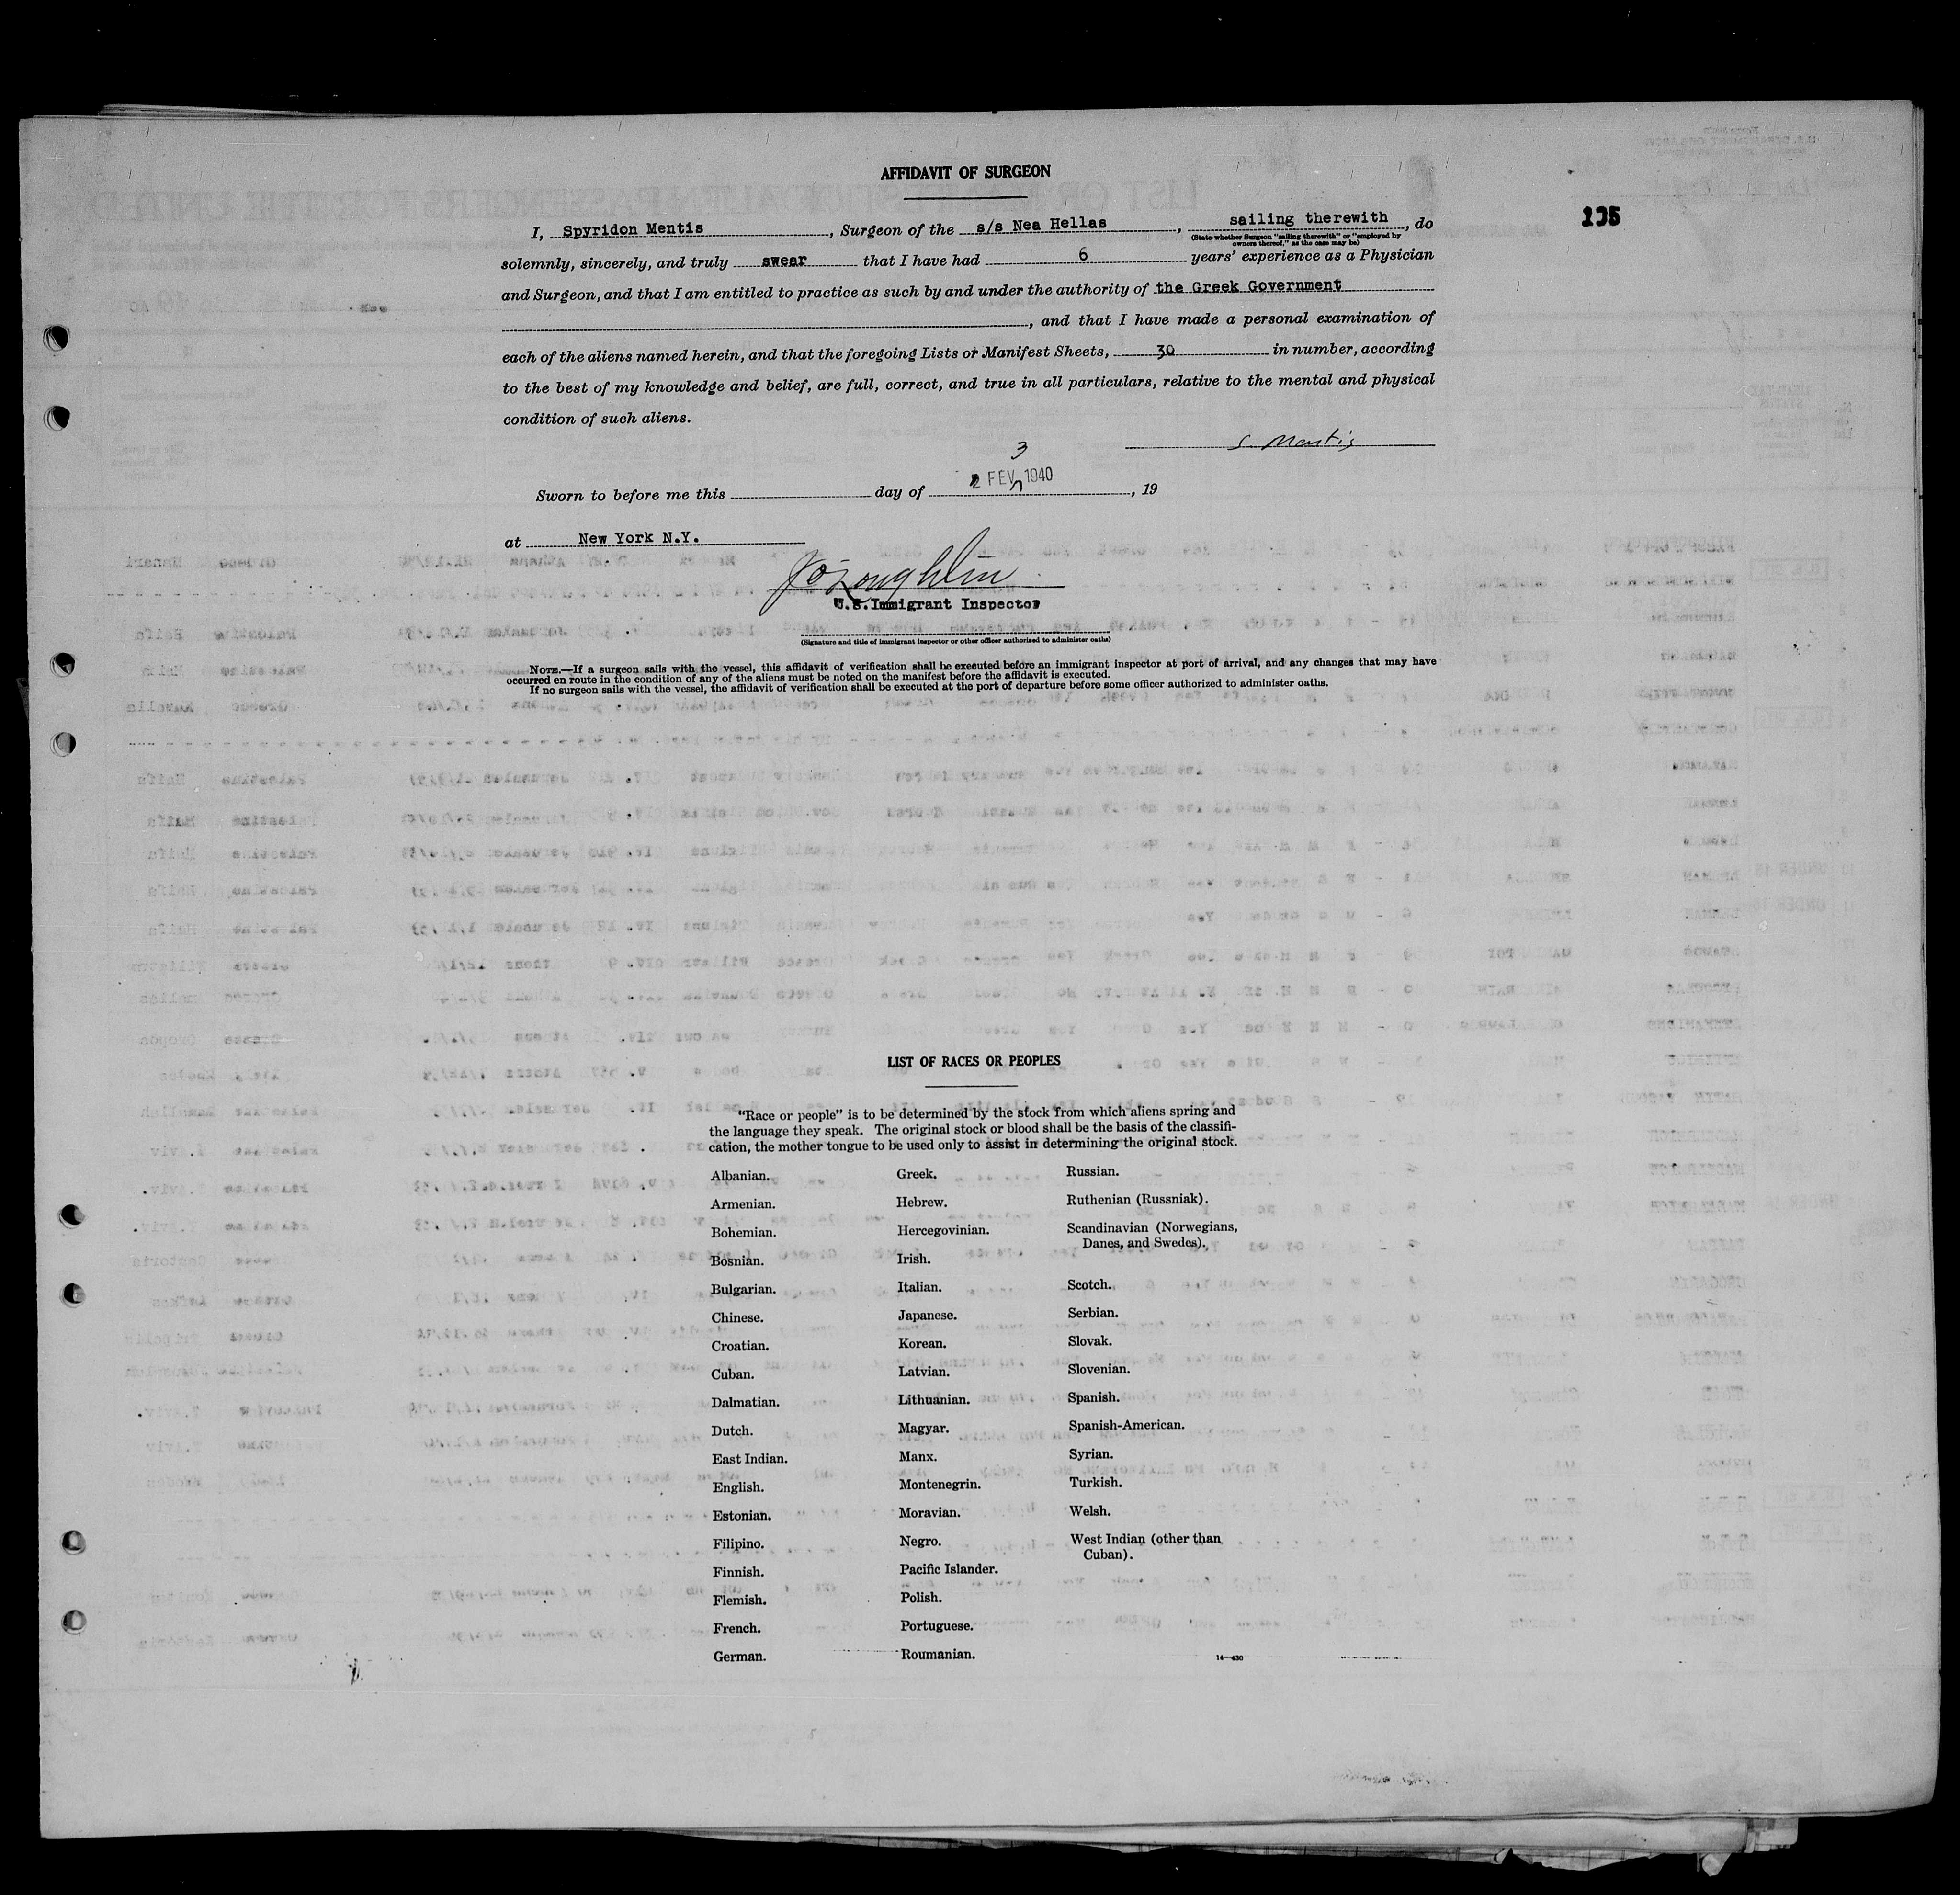 AFFIDAVIT OF SURGEON
105
I, Spyridon Mentis, Surgeon of the s/s Nea Hellas, sailing therewith, do
(State whether Surgeon "sailing therewith" or "employed by
owners thereof," as the case may be)
solemnly, sincerely, and truly swear that I have had 6 years' experience as a Physician
and Surgeon, and that I am entitled to practice as such by and under the authority of the Greek Government
, and that I have made a personal examination of
each of the aliens named herein, and that the foregoing Lists or Manifest Sheets, 30 in number, according
to the best of my knowledge and belief, are full, correct, and true in all particulars, relative to the mental and physical
condition of such aliens.
S Mentis
3
2 FEV 1940
Sworn to before me this day of , 19
at New York N.Y.
U.S. Immigrant Inspector
(Signature and title of immigrant inspector or other officer authorized to administer oaths)
NOTE.—If a surgeon sails with the vessel, this affidavit of verification shall be executed before an immigrant inspector at port of arrival, and any changes that may have
occurred en route in the condition of any of the aliens must be noted on the manifest before the affidavit is executed.
If no surgeon sails with the vessel, the affidavit of verification shall be executed at the port of departure before some officer authorized to administer oaths.
LIST OF RACES OR PEOPLES
"Race or people" is to be determined by the stock from which aliens spring and
the language they speak. The original stock or blood shall be the basis of the classifi-
cation, the mother tongue to be used only to assist in determining the original stock.
Albanian.
Armenian.
Bohemian.
Bosnian.
Bulgarian.
Chinese.
Croatian.
Cuban.
Dalmatian.
Dutch.
East Indian.
English.
Estonian.
Filipino.
Finnish.
Flemish.
French.
German.
Greek.
Hebrew.
Hercegovinian.
Irish.
Italian.
Japanese.
Korean.
Latvian.
Lithuanian.
Magyar.
Manx.
Montenegrin.
Moravian.
Negro.
Pacific Islander.
Polish.
Portuguese.
Roumanian.
Russian.
Ruthenian (Russniak).
Scandinavian (Norwegians,
Danes, and Swedes).
Scotch.
Serbian.
Slovak.
Slovenian.
Spanish.
Spanish-American.
Syrian.
Turkish.
Welsh.
West Indian (other than
Cuban).
14—430